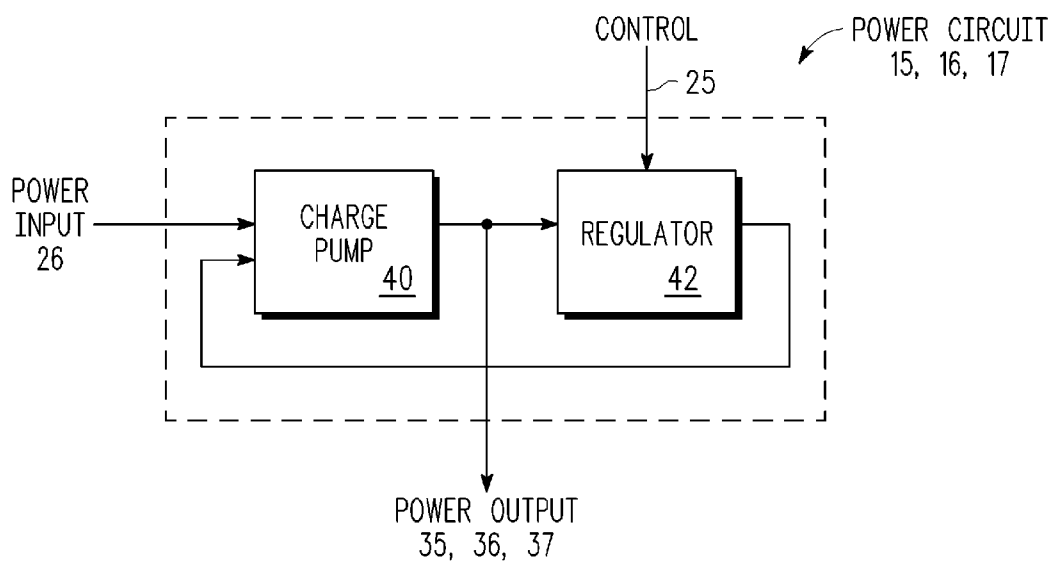 CONTROL
25
POWER CIRCUIT
15, 16, 17
POWER
INPUT
26
CHARGE
PUMP
40
REGULATOR
42
POWER OUTPUT
35, 36, 37